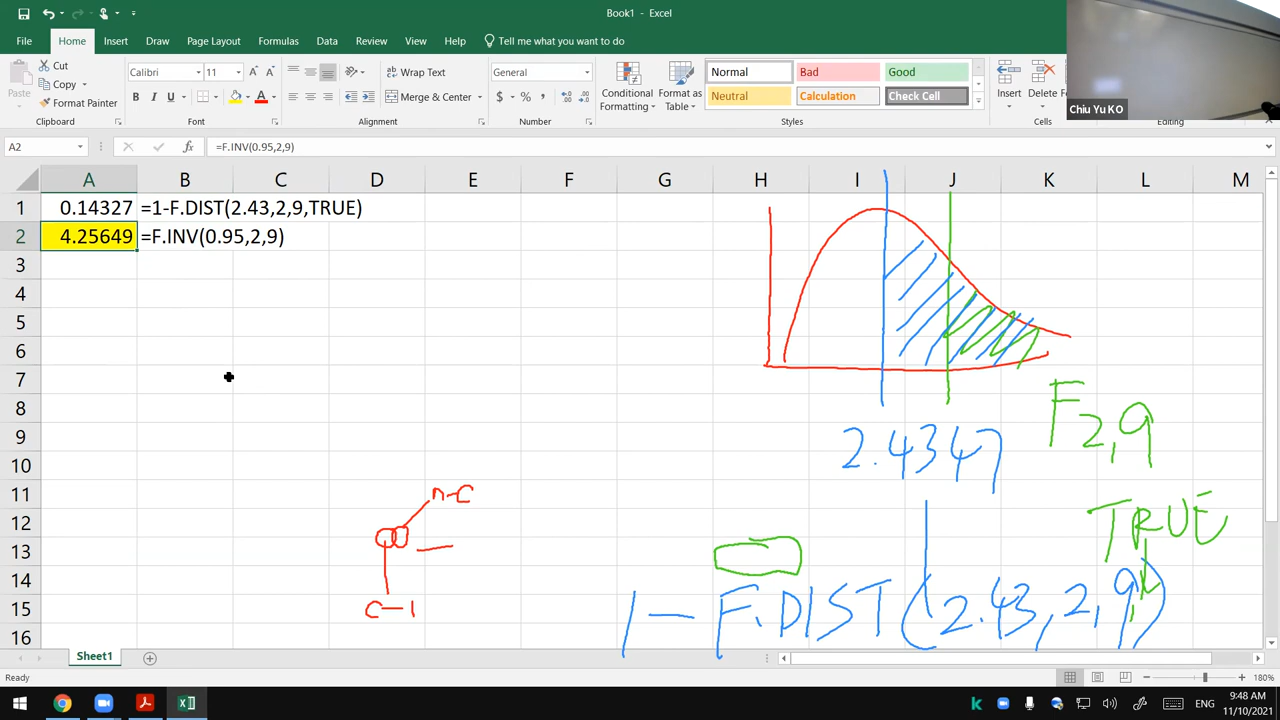 Book1 - Excel
File Home Insert Draw Page Layout Formulas Data Review View Help Tell me what you want to do
Paste Cut Copy Format Painter
Calibri 11
B I U
Wrap Text
Merge & Center
General
$ % ,
Conditional Formatting
Format as Table
Normal Bad Good
Neutral Calculation Check Cell
Insert Delete
Chiu Yu KO
Clipboard Font Alignment Number Styles Cells Editing
A2 fx =F.INV(0.95,2,9)
A B C D E F G H I J K L M
1 0.14327 =1-F.DIST(2.43,2,9,TRUE)
2 4.25649 =F.INV(0.95,2,9)
3
4
5
6
7
8
9
10
11
12
13
14
15
16
F2,9
2.4347
n-C
TRUE
C-1
1-F.DIST(2.43,2,9,)
Sheet1
Ready
180%
ENG
9:48 AM
11/10/2021